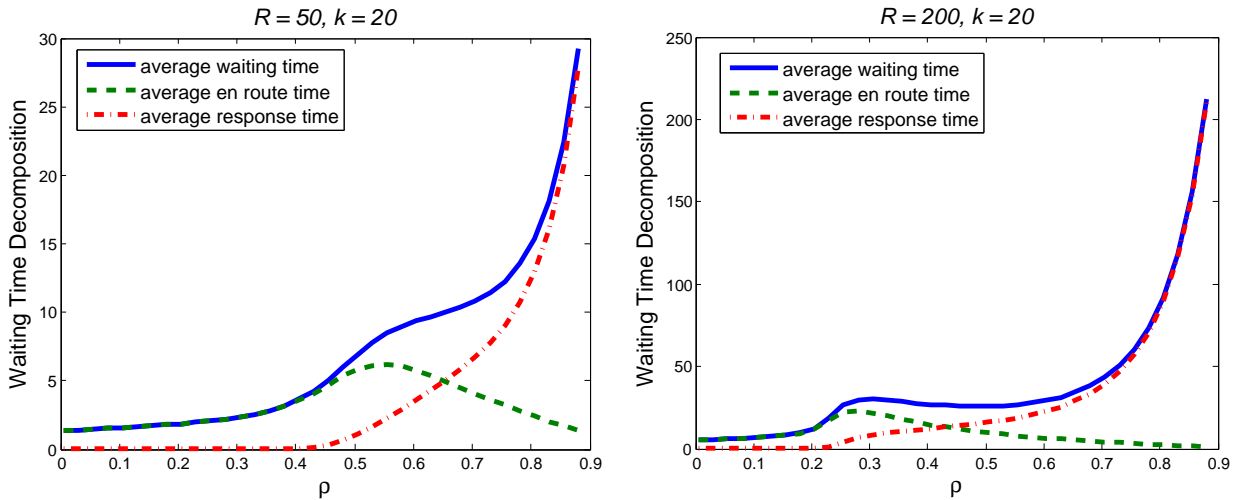 R = 50, k = 20
Waiting Time Decomposition
30
25
20
15
10
5
0
average waiting time
average en route time
average response time
0 0.1 0.2 0.3 0.4 0.5 0.6 0.7 0.8 0.9
ρ
R = 200, k = 20
Waiting Time Decomposition
250
200
150
100
50
0
average waiting time
average en route time
average response time
0 0.1 0.2 0.3 0.4 0.5 0.6 0.7 0.8 0.9
ρ